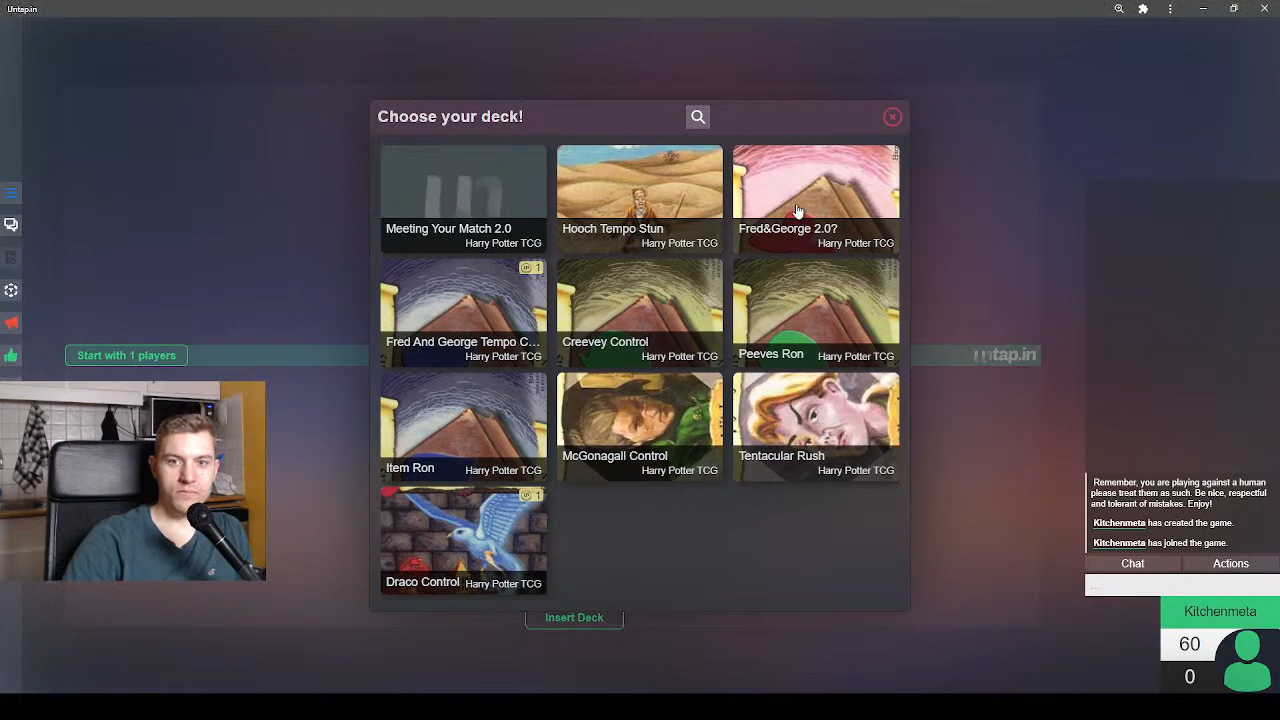 Untap.in
Choose your deck!
Meeting Your Match 2.0
Harry Potter TCG
Hooch Tempo Stun
Harry Potter TCG
Fred&George 2.0?
Harry Potter TCG
1
Fred And George Tempo C...
Harry Potter TCG
Creevey Control
Harry Potter TCG
Peeves Ron
Harry Potter TCG
Start with 1 players
untap.in
Item Ron
Harry Potter TCG
McGonagall Control
Harry Potter TCG
Tentacular Rush
Harry Potter TCG
1
Draco Control
Harry Potter TCG
Insert Deck
Remember, you are playing against a human
please treat them as such. Be nice, respectful
and tolerant of mistakes. Enjoy!
Kitchenmeta has created the game.
Kitchenmeta has joined the game.
Chat
Actions
...
Kitchenmeta
60
0